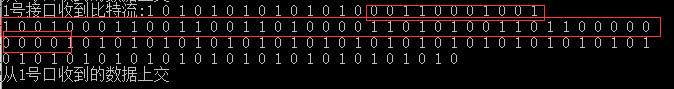 1号接口收到比特流:1 0 1 0 1 0 1 0 1 0 1 0 1 0 0 0 1 1 0 0 0 1 0 0 1
1 0 0 1 0 0 0 0 1 1 0 0 1 0 0 0 0 1 1 0 1 0 1 0 1 0 1 0 1 0 0 1 1 0 1 1 0 0 0 0 0
0 0 0 0 1 0 1 0 1 0 1 0 1 0 1 0 1 0 1 0 1 0 1 0 1 0 1 0 1 0 1 0 1 0 1 0 1 0 1 0 1
0 1 0 1 0 1 0 1 0 1 0 1 0 1 0 1 0 1 0 1 0 1 0 1 0 1 0 1 0
从1号口收到的数据上交